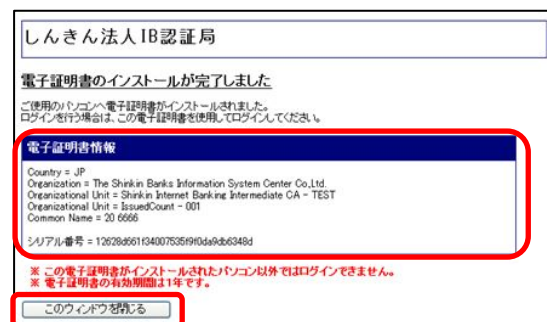 しんきん法人IB認証局
電子証明書のインストールが完了しました
ご使用のパソコンへ電子証明書がインストールされました。
ログインを行う場合は、この電子証明書を使用してログインしてください。
電子証明書情報
Country = JP
Organization = The Shinkin Banks Information System Center Co.,Ltd.
Organizational Unit = Shinkin Internet Banking Intermediate CA - TEST
Organizational Unit = IssuedCount - 001
Common Name = 20 6666
シリアル番号 =
※ この電子証明書がインストールされたパソコン以外ではログインできません。
※ 電子証明書の有効期間は1年です。
このウィンドウを閉じる